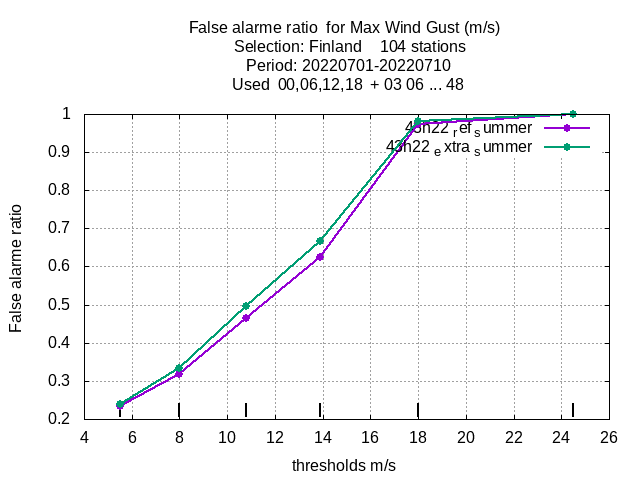 False alarme ratio  for Max Wind Gust (m/s)
Selection: Finland    104 stations
Period: 20220701-20220710
Used  00,06,12,18  + 03 06 ... 48
43h22 ref summer
43h22 extra summer
False alarme ratio
1
0.9
0.8
0.7
0.6
0.5
0.4
0.3
0.2
4 6 8 10 12 14 16 18 20 22 24 26
thresholds m/s